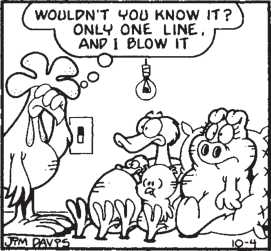 WOULDN'T YOU KNOW IT?
ONLY ONE LINE,
AND I BLOW IT
JIM DAVIS
10-4